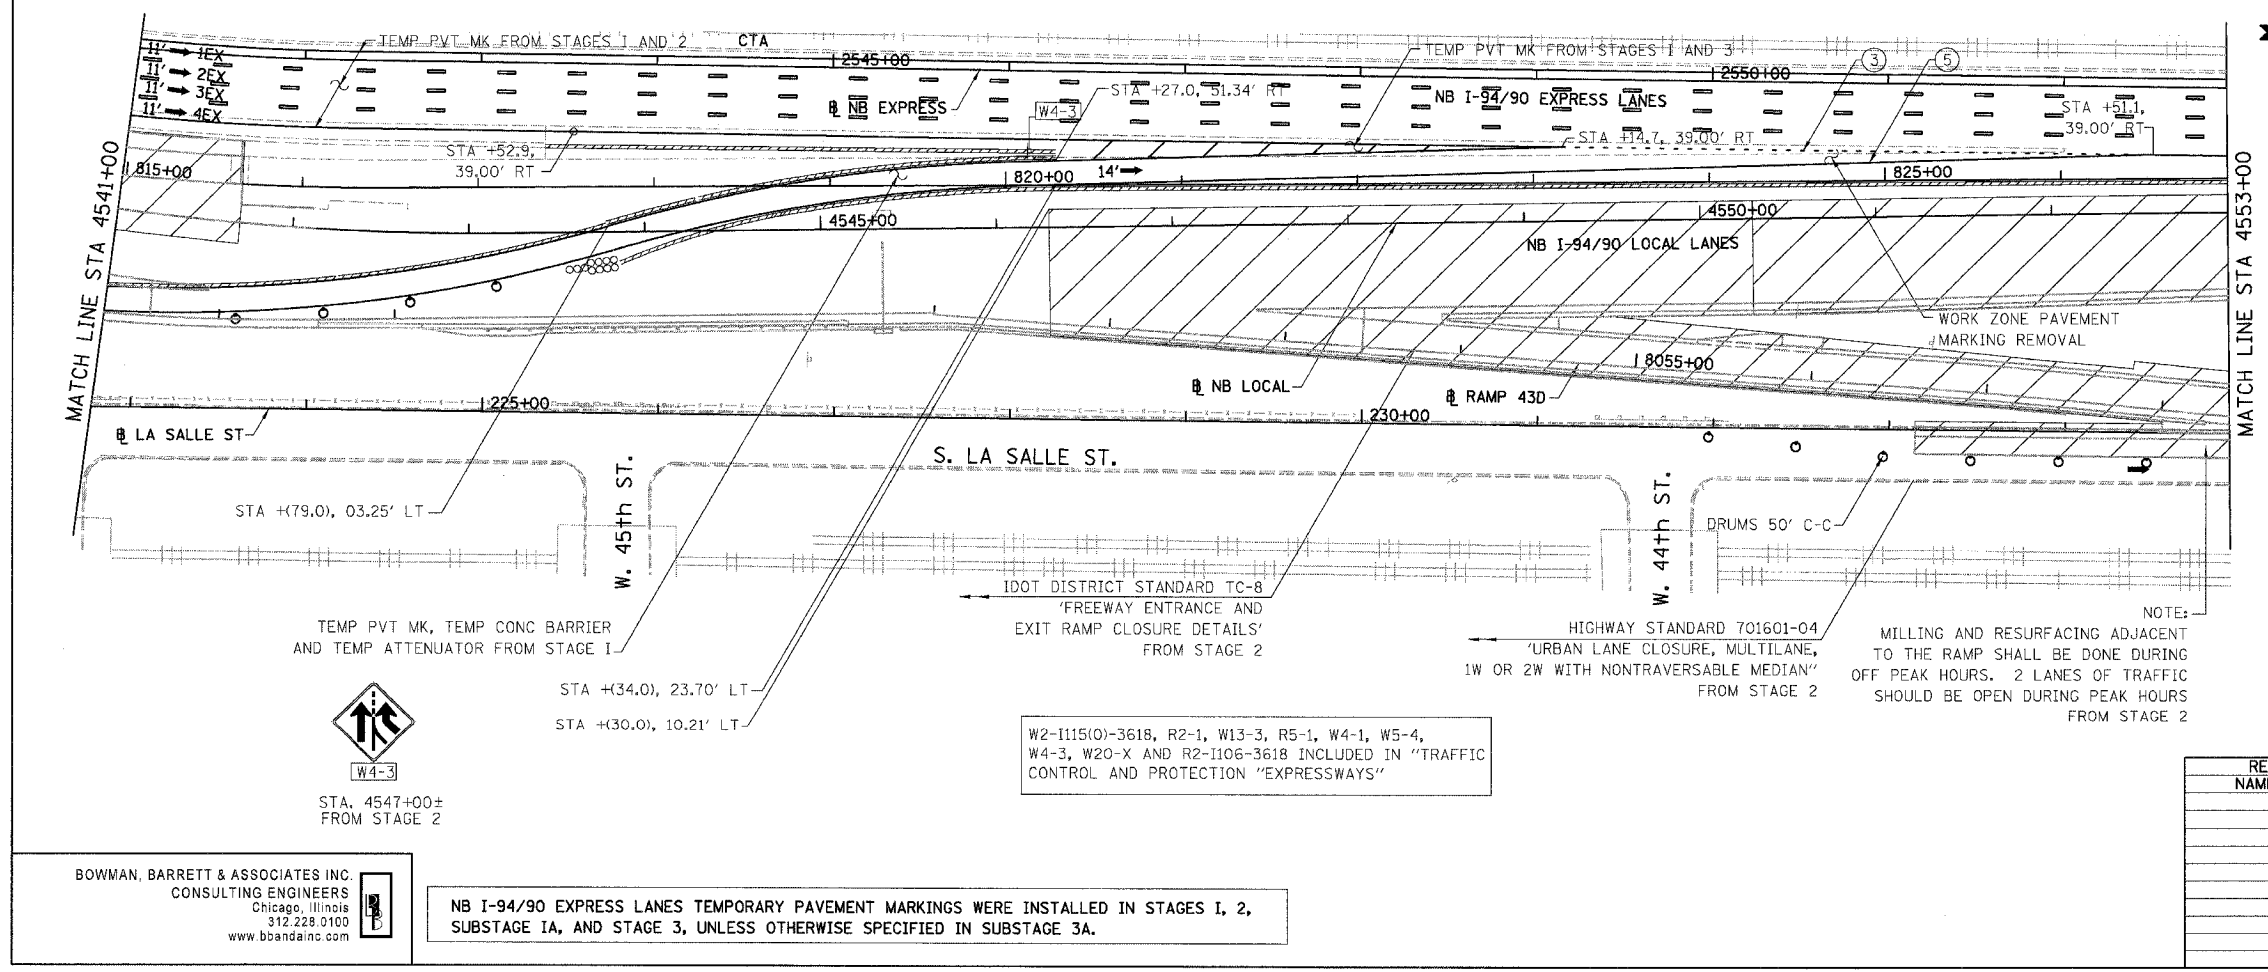 TEMP PVT MK FROM STAGES I AND 2
CTA
TEMP PVT MK FROM STAGES I AND 3
3
5
11' 1EX
11' 2EX
11' 3EX
11' 4EX
2545+00
2550+00
℄ NB EXPRESS
STA +27.0, 51.34' RT
W4-3
NB I-94/90 EXPRESS LANES
STA +51.1,
39.00' RT
STA +52.9,
39.00' RT
STA +14.7, 39.00' RT
815+00
820+00
14'
825+00
4545+00
4550+00
NB I-94/90 LOCAL LANES
MATCH LINE STA 4541+00
MATCH LINE STA 4553+00
WORK ZONE PAVEMENT
MARKING REMOVAL
8055+00
℄ NB LOCAL
℄ RAMP 43D
225+00
230+00
℄ LA SALLE ST
S. LA SALLE ST.
W. 45th ST.
W. 44th ST.
STA +(79.0), 03.25' LT
DRUMS 50' C-C
IDOT DISTRICT STANDARD TC-8
'FREEWAY ENTRANCE AND
EXIT RAMP CLOSURE DETAILS'
FROM STAGE 2
TEMP PVT MK, TEMP CONC BARRIER
AND TEMP ATTENUATOR FROM STAGE I
HIGHWAY STANDARD 701601-04
'URBAN LANE CLOSURE, MULTILANE,
1W OR 2W WITH NONTRAVERSABLE MEDIAN"
FROM STAGE 2
NOTE:
MILLING AND RESURFACING ADJACENT
TO THE RAMP SHALL BE DONE DURING
OFF PEAK HOURS. 2 LANES OF TRAFFIC
SHOULD BE OPEN DURING PEAK HOURS
FROM STAGE 2
STA +(34.0), 23.70' LT
STA +(30.0), 10.21' LT
W4-3
STA. 4547+00±
FROM STAGE 2
W2-I115(O)-3618, R2-1, W13-3, R5-1, W4-1, W5-4,
W4-3, W20-X AND R2-I106-3618 INCLUDED IN "TRAFFIC
CONTROL AND PROTECTION "EXPRESSWAYS"
BOWMAN, BARRETT & ASSOCIATES INC.
CONSULTING ENGINEERS
Chicago, Illinois
312.228.0100
www.bbandainc.com
NB I-94/90 EXPRESS LANES TEMPORARY PAVEMENT MARKINGS WERE INSTALLED IN STAGES I, 2,
SUBSTAGE IA, AND STAGE 3, UNLESS OTHERWISE SPECIFIED IN SUBSTAGE 3A.